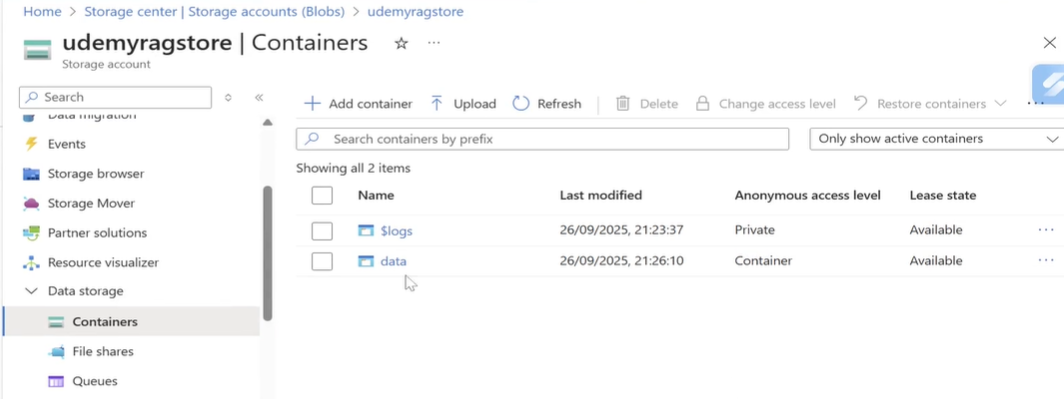 Home > Storage center | Storage accounts (Blobs) > udemyragstore
udemyragstore | Containers
Storage account
Search
Add container Upload Refresh Delete Change access level Restore containers
Data migration
Search containers by prefix
Only show active containers
Events
Showing all 2 items
Storage browser
Name Last modified Anonymous access level Lease state
Storage Mover
$logs 26/09/2025, 21:23:37 Private Available
Partner solutions
data 26/09/2025, 21:26:10 Container Available
Resource visualizer
Data storage
Containers
File shares
Queues